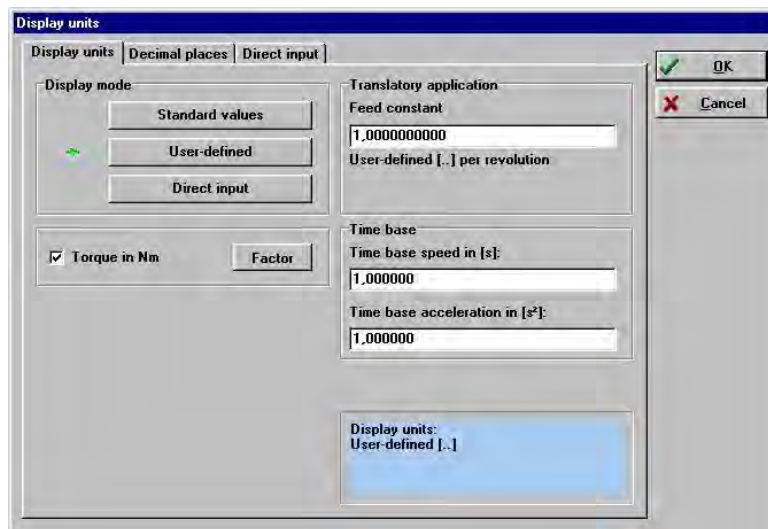 Display units
Display units
Decimal places
Direct input
OK
Cancel
Display mode
Standard values
User-defined
Direct input
Torque in Nm
Factor
Translatory application
Feed constant
1,0000000000
User-defined [..] per revolution
Time base
Time base speed in [s]:
1,000000
Time base acceleration in [s²]:
1,000000
Display units:
User-defined [..]